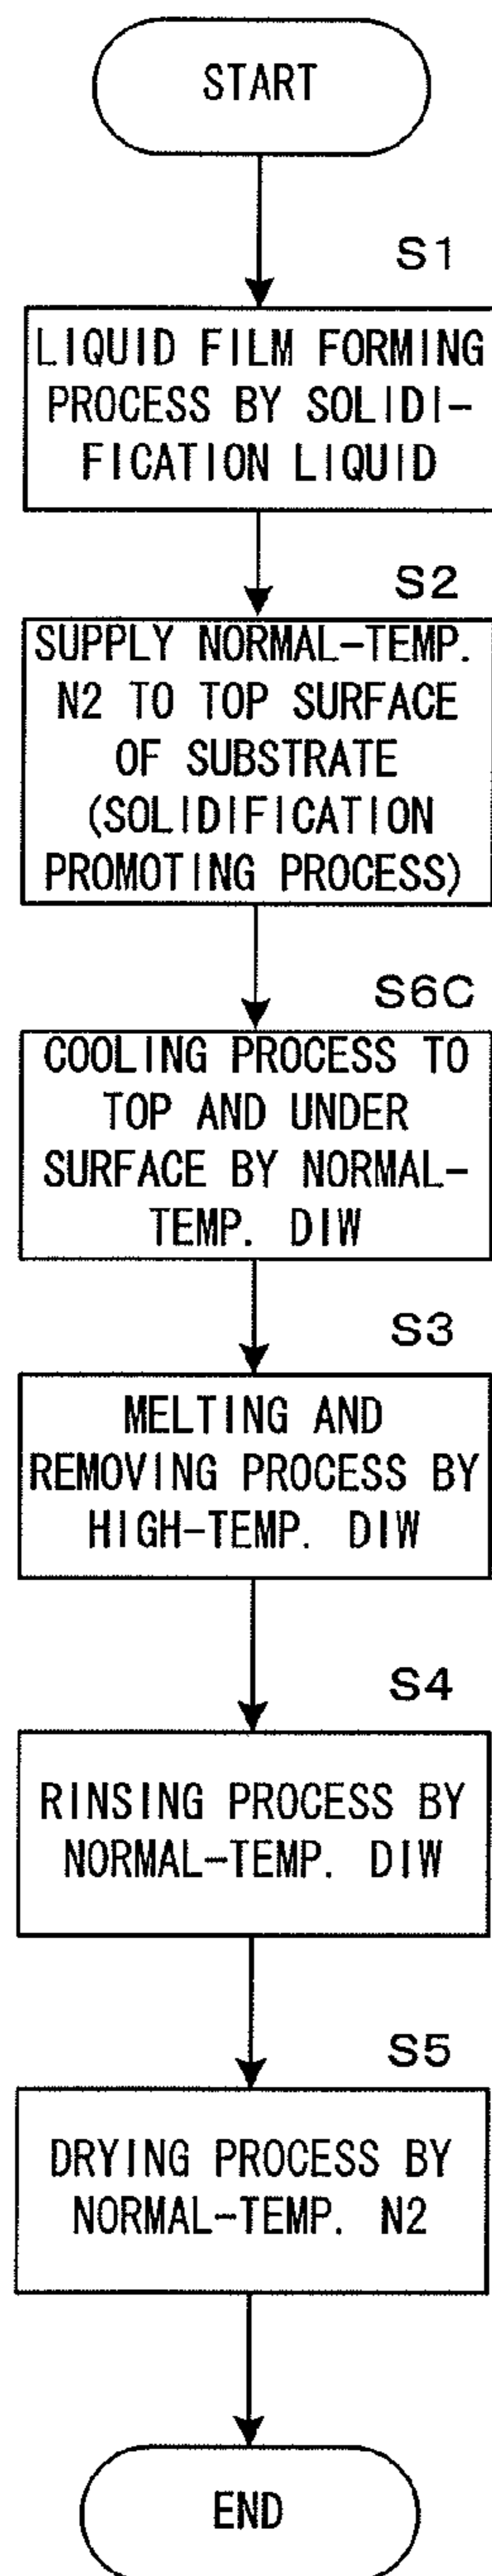 START
S1
LIQUID FILM FORMING
PROCESS BY SOLIDI-
FICATION LIQUID
S2
SUPPLY NORMAL-TEMP.
N2 TO TOP SURFACE
OF SUBSTRATE
(SOLIDIFICATION
PROMOTING PROCESS)
S6C
COOLING PROCESS TO
TOP AND UNDER
SURFACE BY NORMAL-
TEMP. DIW
S3
MELTING AND
REMOVING PROCESS BY
HIGH-TEMP. DIW
S4
RINSING PROCESS BY
NORMAL-TEMP. DIW
S5
DRYING PROCESS BY
NORMAL-TEMP. N2
END